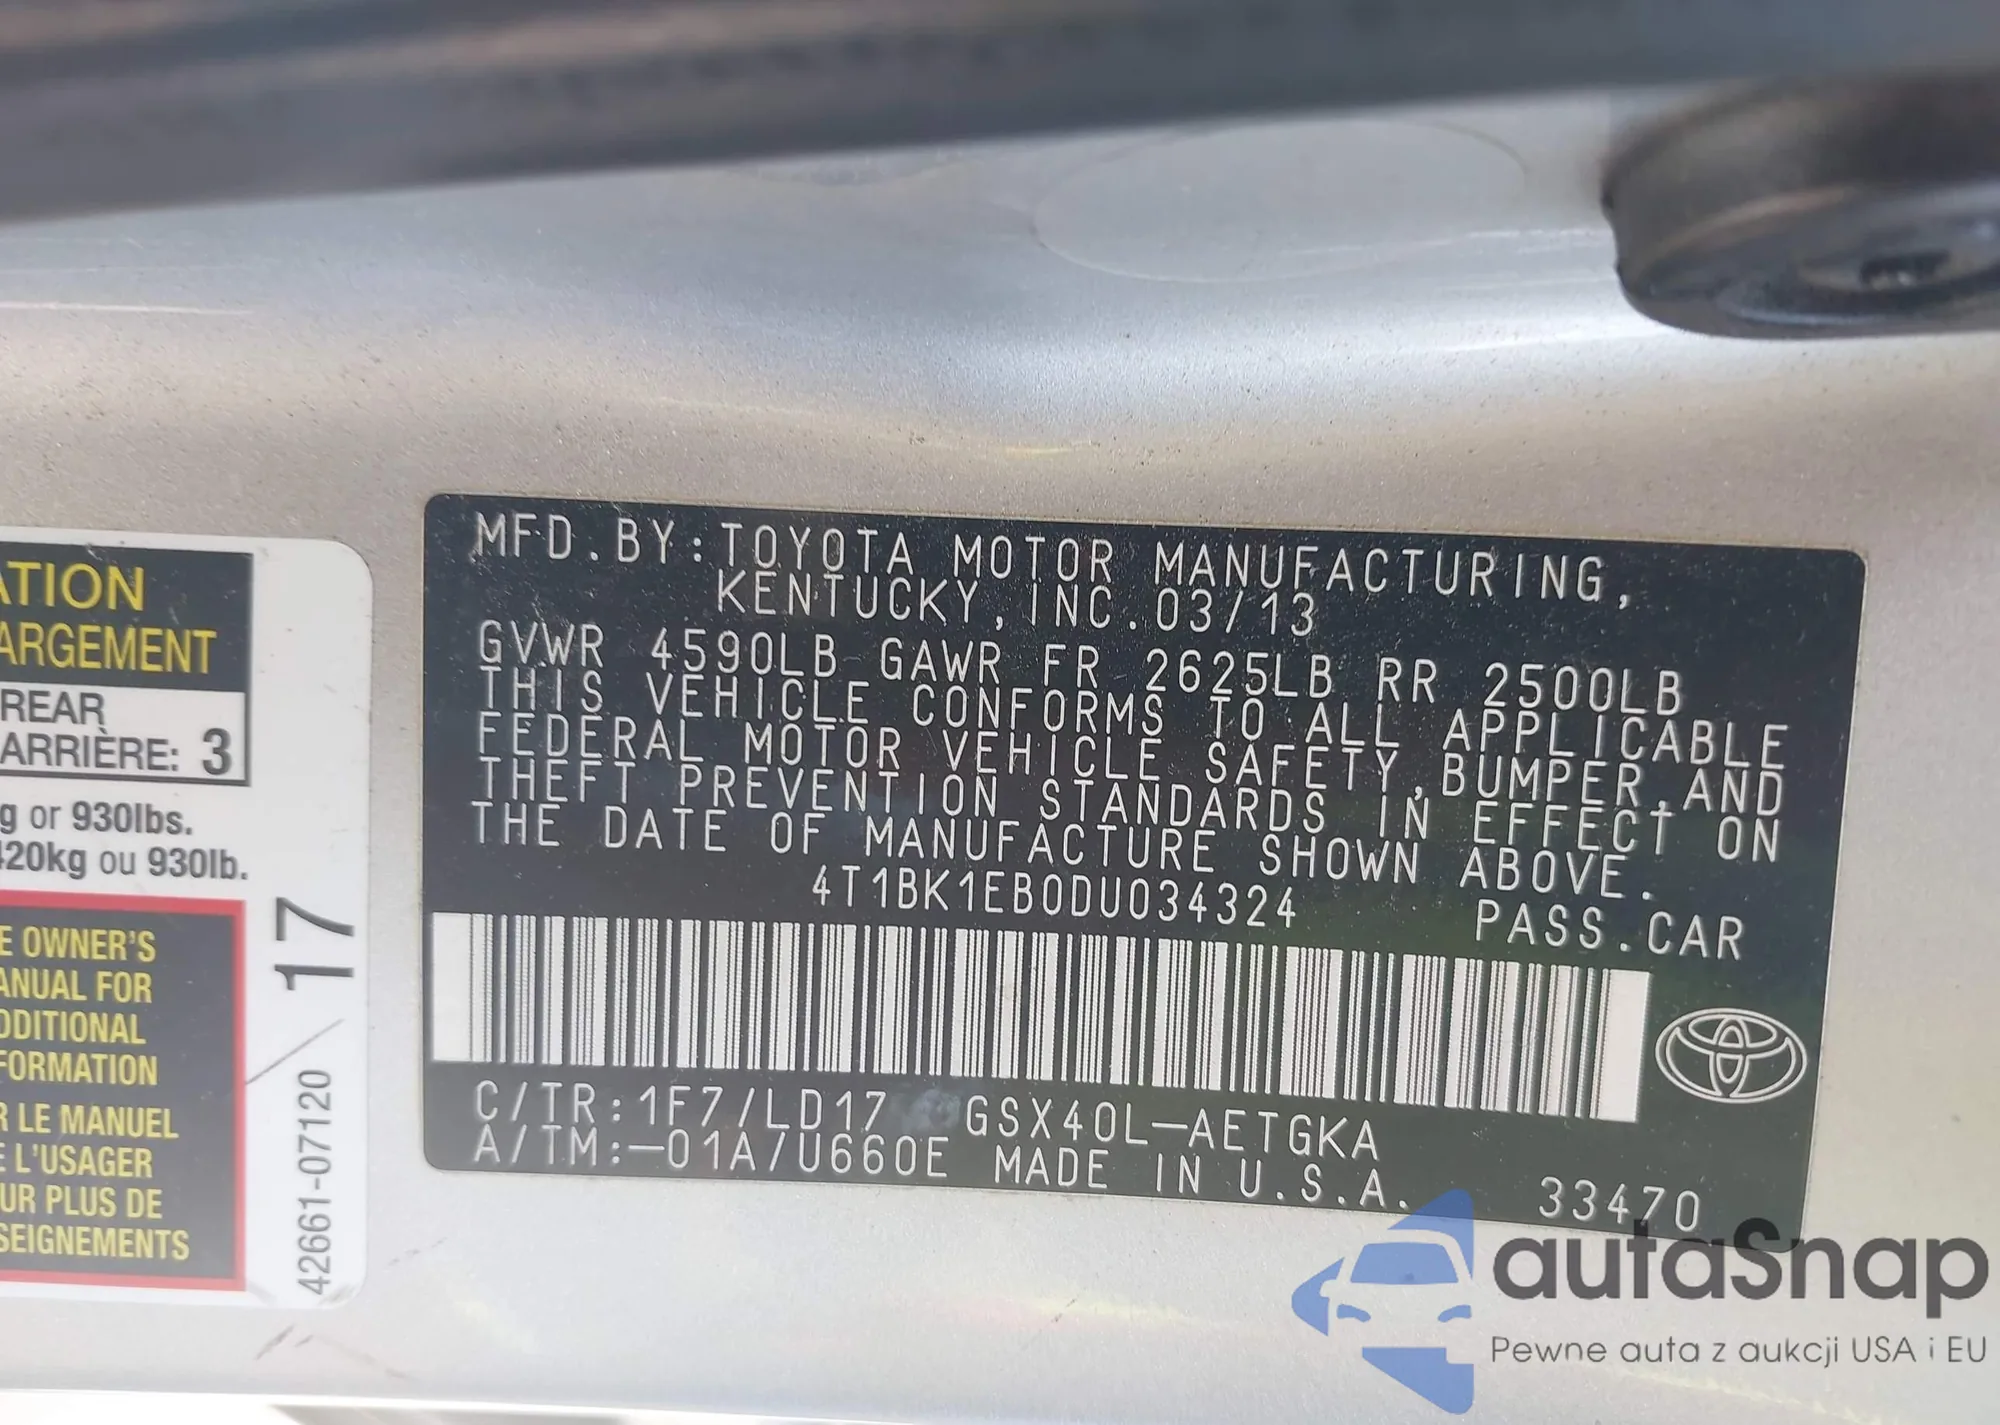 ATION
ARGEMENT
REAR
ARRIÈRE: 3
g or 930lbs.
420kg ou 930lb.
E OWNER'S
ANUAL FOR
DDITIONAL
FORMATION
R LE MANUEL
E L'USAGER
UR PLUS DE
SEIGNEMENTS
42661-07120
17
MFD.BY:TOYOTA MOTOR MANUFACTURING,
KENTUCKY, INC.03/13
GVWR 4590LB GAWR FR 2625LB RR 2500LB
THIS VEHICLE CONFORMS TO ALL APPLICABLE
FEDERAL MOTOR VEHICLE SAFETY,BUMPER,AND
THEFT PREVENTION STANDARDS IN EFFECT ON
THE DATE OF MANUFACTURE SHOWN ABOVE.
4T1BK1EB0DU034324 PASS.CAR
C/TR:1F7/LD17 GSX40L-AETGKA
A/TM:-01A/U660E MADE IN U.S.A. 33470
autaSnap
Pewne auta z aukcji USA i EU